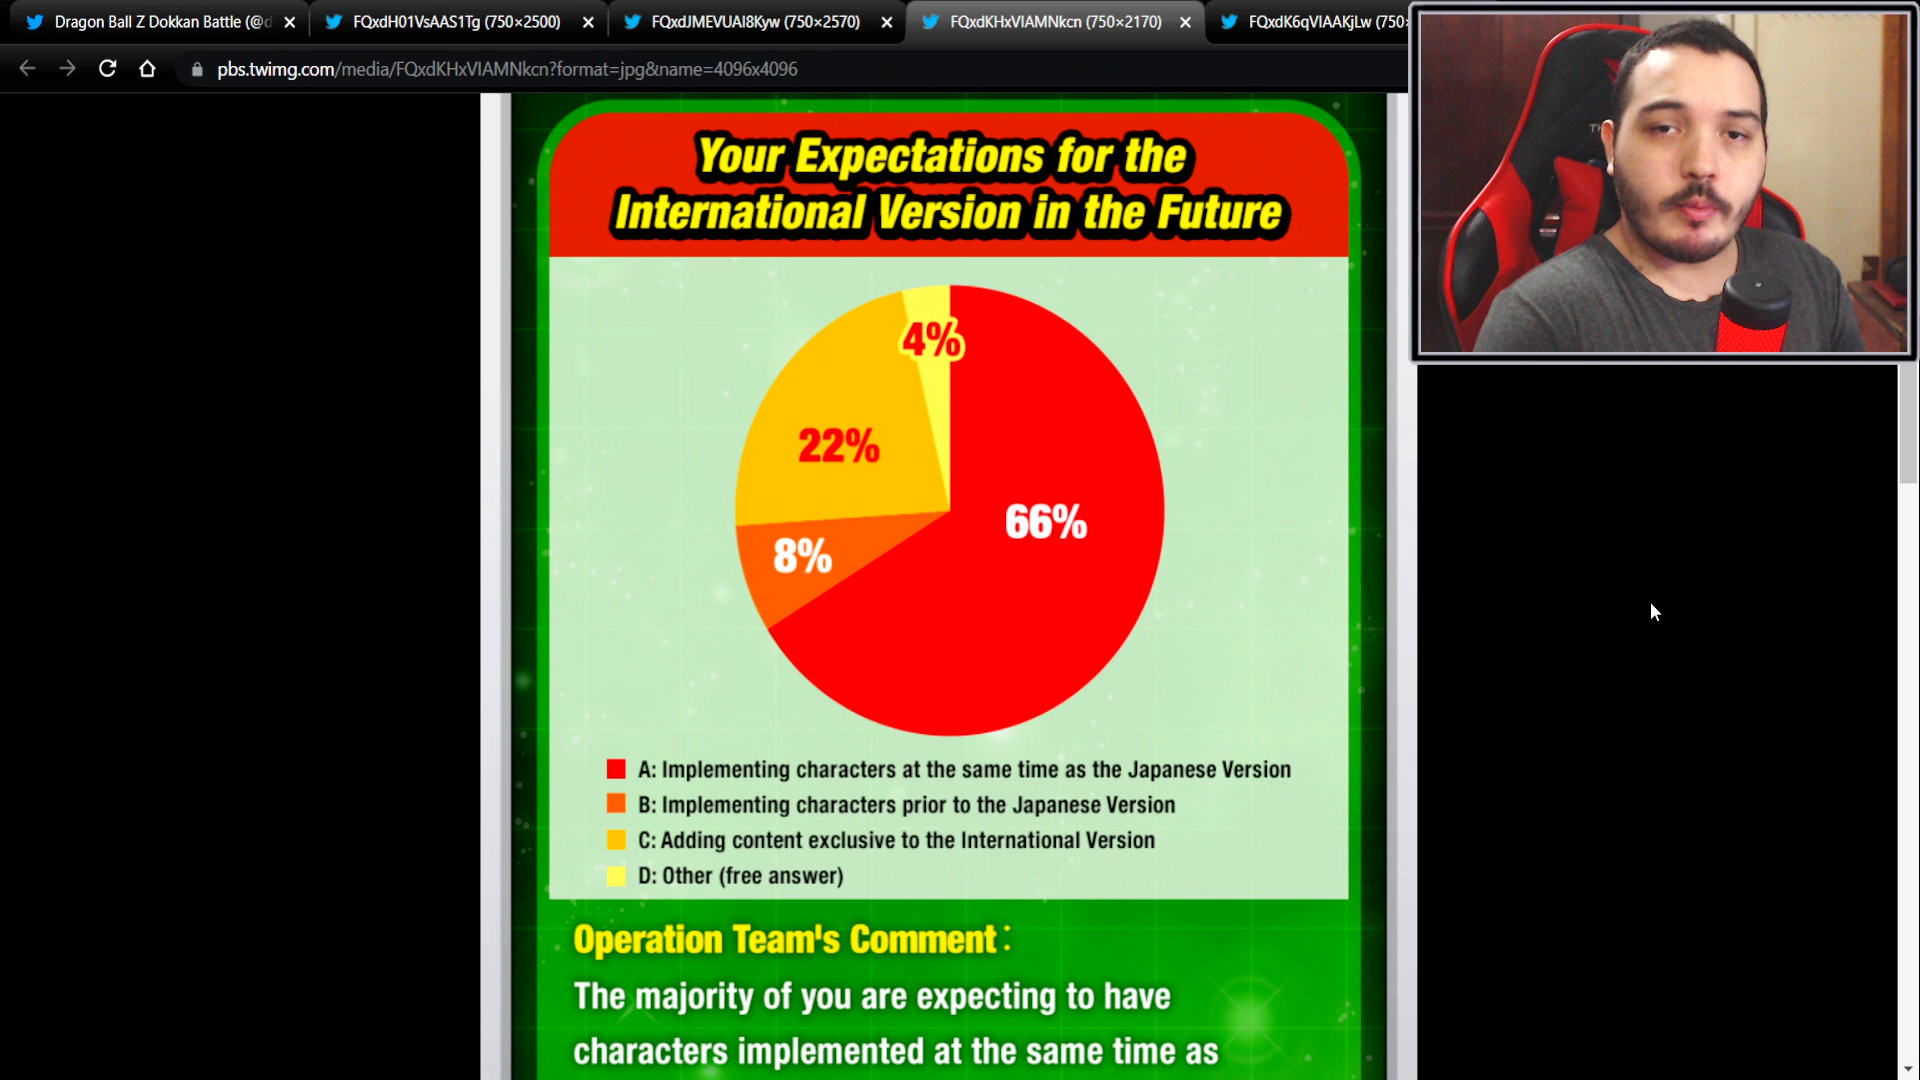 Dragon Ball Z Dokkan Battle (@d
FQxdH01VsAAS1Tg (750×2500)
FQxdJMEVUAI8Kyw (750×2570)
FQxdKHxVIAMNkcn (750×2170)
FQxdK6qVIAAKjLw (750×
pbs.twimg.com/media/FQxdKHxVIAMNkcn?format=jpg&name=4096x4096
Your Expectations for the
International Version in the Future
4%
22%
66%
8%
A: Implementing characters at the same time as the Japanese Version
B: Implementing characters prior to the Japanese Version
C: Adding content exclusive to the International Version
D: Other (free answer)
Operation Team's Comment:
The majority of you are expecting to have
characters implemented at the same time as